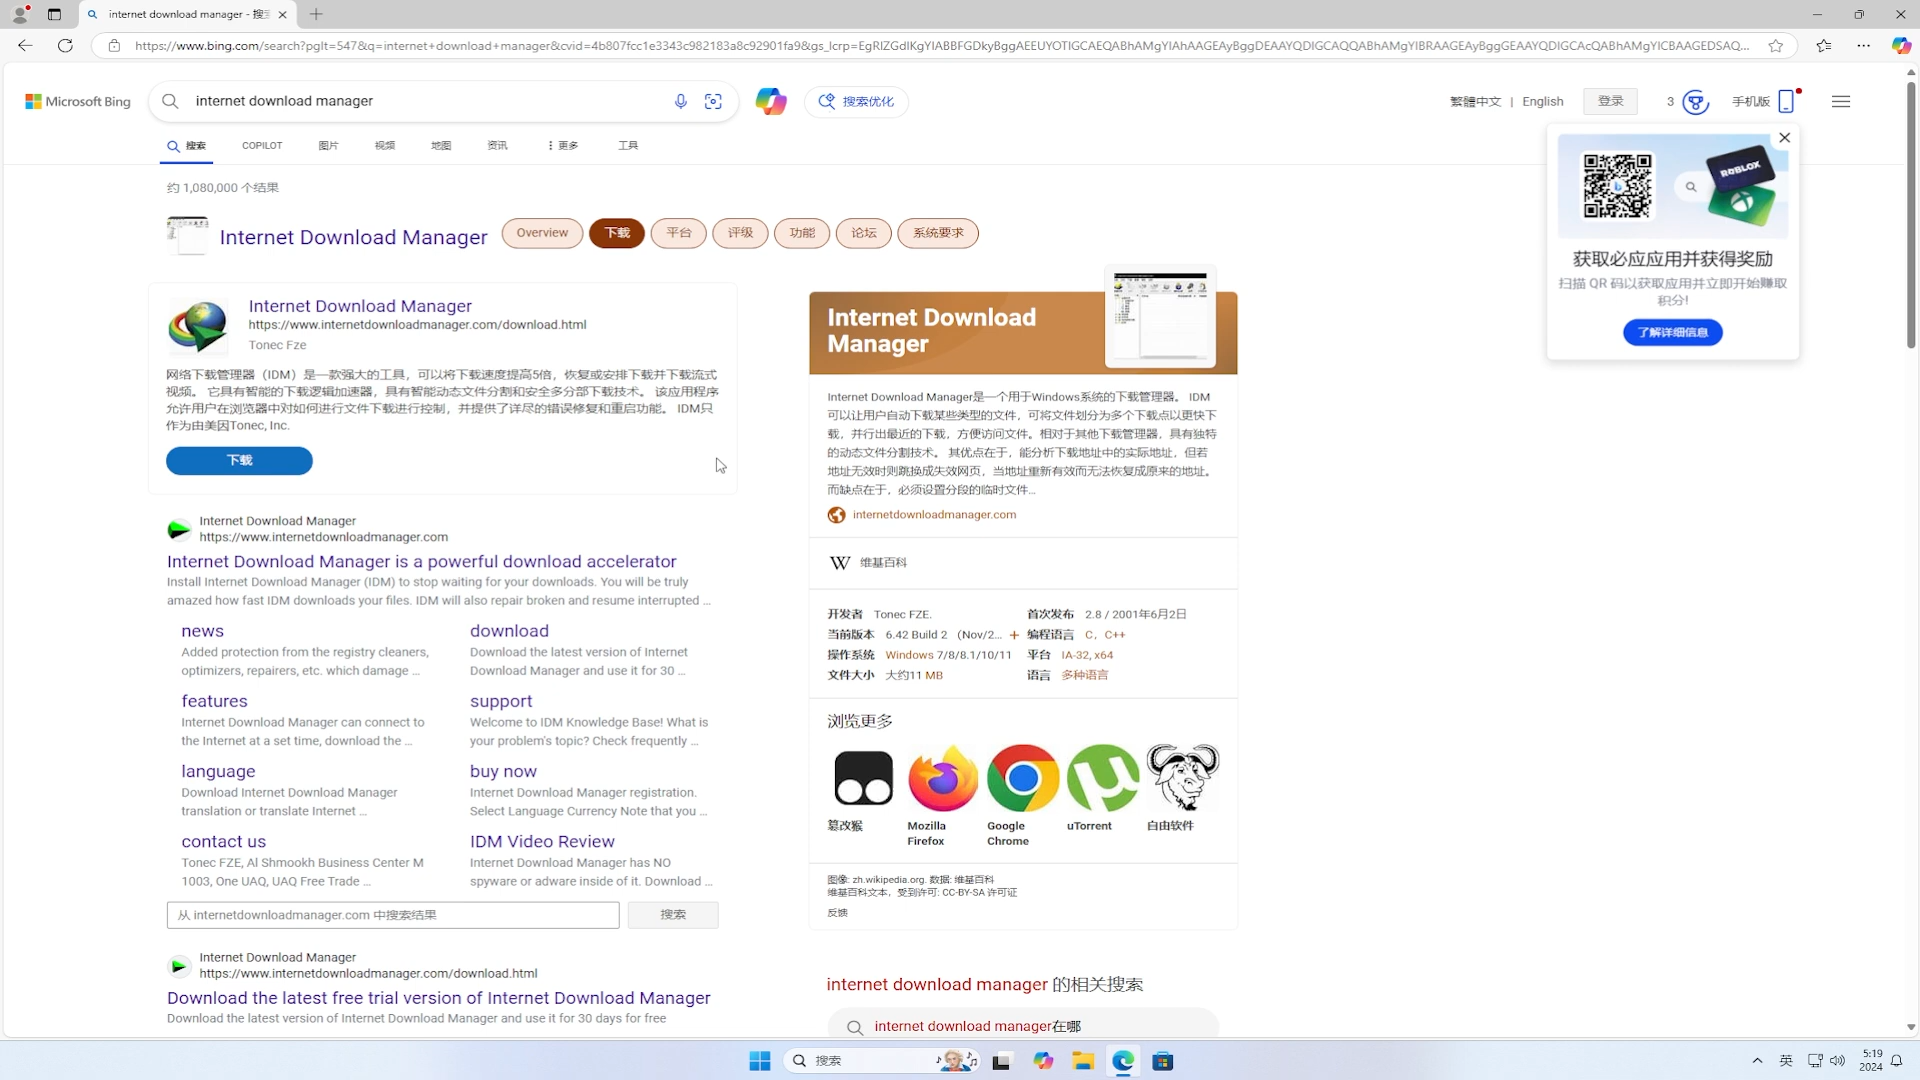 internet download manager - 搜索
https://www.bing.com/search?pglt=547&q=internet+download+manager&cvid=4b807fcc1e3343c982183a8c92901fa9&gs_lcrp=EgRlZGdlKgYIABBFGDkyBggAEEUYOTIGCAEQABhAMgYIAhAAGEAyBggDEAAYQDIGCAQQABhAMgYIBRAAGEAyBggGEAAYQDIGCAcQABhAMgYICBAAGEDSAQ...
Microsoft Bing
internet download manager
搜索优化
繁體中文 | English
登录
3
手机版
搜索
COPILOT
图片
视频
地图
资讯
更多
工具
约 1,080,000 个结果
Internet Download Manager
Overview
下载
平台
评级
功能
论坛
系统要求
ROBLOX
获取必应应用并获得奖励
扫描 QR 码以获取应用并立即开始赚取
积分!
了解详细信息
Internet Download Manager
https://www.internetdownloadmanager.com/download.html
Tonec Fze
网络下载管理器（IDM）是一款强大的工具，可以将下载速度提高5倍，恢复或安排下载并下载流式
视频。 它具有智能的下载逻辑加速器，具有智能动态文件分割和安全多分部下载技术。 该应用程序
允许用户在浏览器中对如何进行文件下载进行控制，并提供了详尽的错误修复和重启功能。 IDM只
作为由美因Tonec, Inc.
下载
Internet Download Manager
https://www.internetdownloadmanager.com
Internet Download Manager is a powerful download accelerator
Install Internet Download Manager (IDM) to stop waiting for your downloads. You will be truly
amazed how fast IDM downloads your files. IDM will also repair broken and resume interrupted ...
news
Added protection from the registry cleaners,
optimizers, repairers, etc. which damage ...
download
Download the latest version of Internet
Download Manager and use it for 30 ...
features
Internet Download Manager can connect to
the Internet at a set time, download the ...
support
Welcome to IDM Knowledge Base! What is
your problem's topic? Check frequently ...
language
Download Internet Download Manager
translation or translate Internet ...
buy now
Internet Download Manager registration.
Select Language Currency Note that you ...
contact us
Tonec FZE, Al Shmookh Business Center M
1003, One UAQ, UAQ Free Trade ...
IDM Video Review
Internet Download Manager has NO
spyware or adware inside of it. Download ...
从 internetdownloadmanager.com 中搜索结果
搜索
Internet Download Manager
https://www.internetdownloadmanager.com/download.html
Download the latest free trial version of Internet Download Manager
Download the latest version of Internet Download Manager and use it for 30 days for free
Internet Download
Manager
Internet Download Manager是一个用于Windows系统的下载管理器。 IDM
可以让用户自动下载某些类型的文件，可将文件划分为多个下载点以更快下
载，并行出最近的下载，方便访问文件。相对于其他下载管理器，具有独特
的动态文件分割技术。 其优点在于，能分析下载地址中的实际地址，但若
地址无效时则跳换成失效网页，当地址重新有效而无法恢复成原来的地址。
而缺点在于，必须设置分段的临时文件...
internetdownloadmanager.com
W 维基百科
开发者 Tonec FZE.
首次发布 2.8 / 2001年6月2日
当前版本 6.42 Build 2 （Nov/2... +
编程语言 C，C++
操作系统 Windows 7/8/8.1/10/11
平台 IA-32, x64
文件大小 大约11 MB
语言 多种语言
浏览更多
篡改猴
Mozilla
Firefox
Google
Chrome
uTorrent
自由软件
图像: zh.wikipedia.org. 数据: 维基百科
维基百科文本，受到许可: CC-BY-SA 许可证
反馈
internet download manager 的相关搜索
internet download manager在哪
搜索
英
5:19
2024